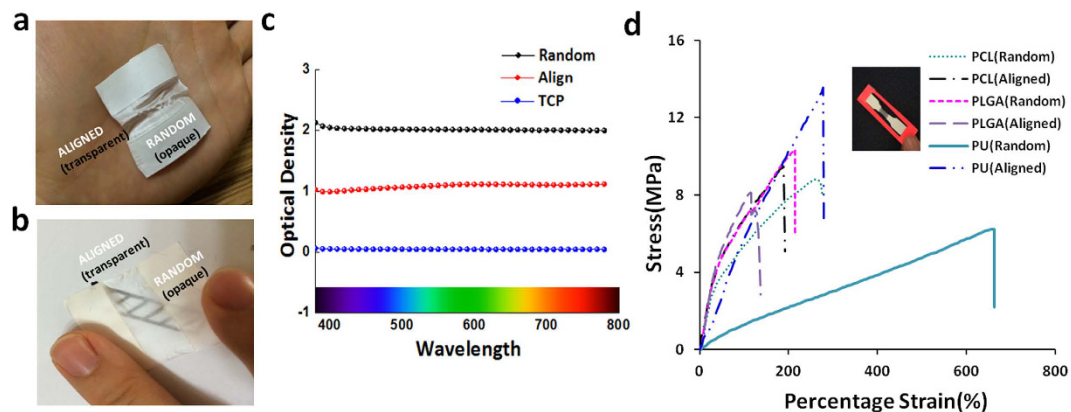 a
ALIGNED
(transparent)
RANDOM
(opaque)
b
ALIGNED
(transparent)
RANDOM
(opaque)
c
Random
Align
TCP
3
2
1
0
Optical Density
400 500 600 700 800
Wavelength
d
PCL(Random)
PCL(Aligned)
PLGA(Random)
PLGA(Aligned)
PU(Random)
PU(Aligned)
16
12
8
4
0
Stress(MPa)
0 200 400 600 800
Percentage Strain(%)